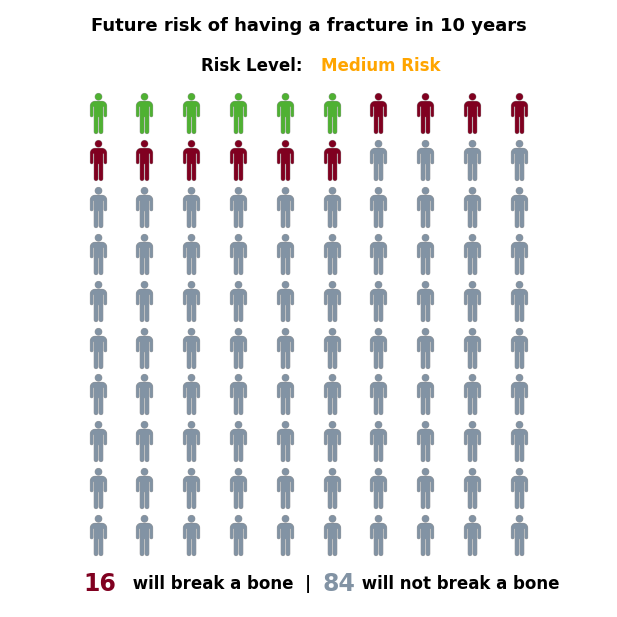 Future risk of having a fracture in 10 years
Risk Level: Medium Risk
16 will break a bone | 84 will not break a bone